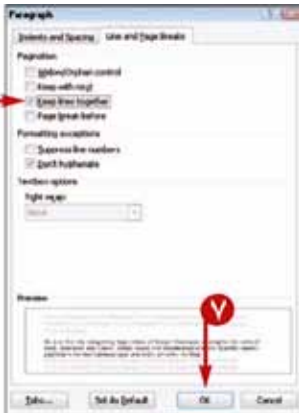 Paragraph
Indents and Spacing
Line and Page Breaks
Pagination
Widow/Orphan control
Keep with next
Keep lines together
Page break before
Formatting exceptions
Suppress line numbers
Don't hyphenate
Textbox options
Tight wrap:
None
Preview
۷
Tabs...
Set As Default
OK
Cancel